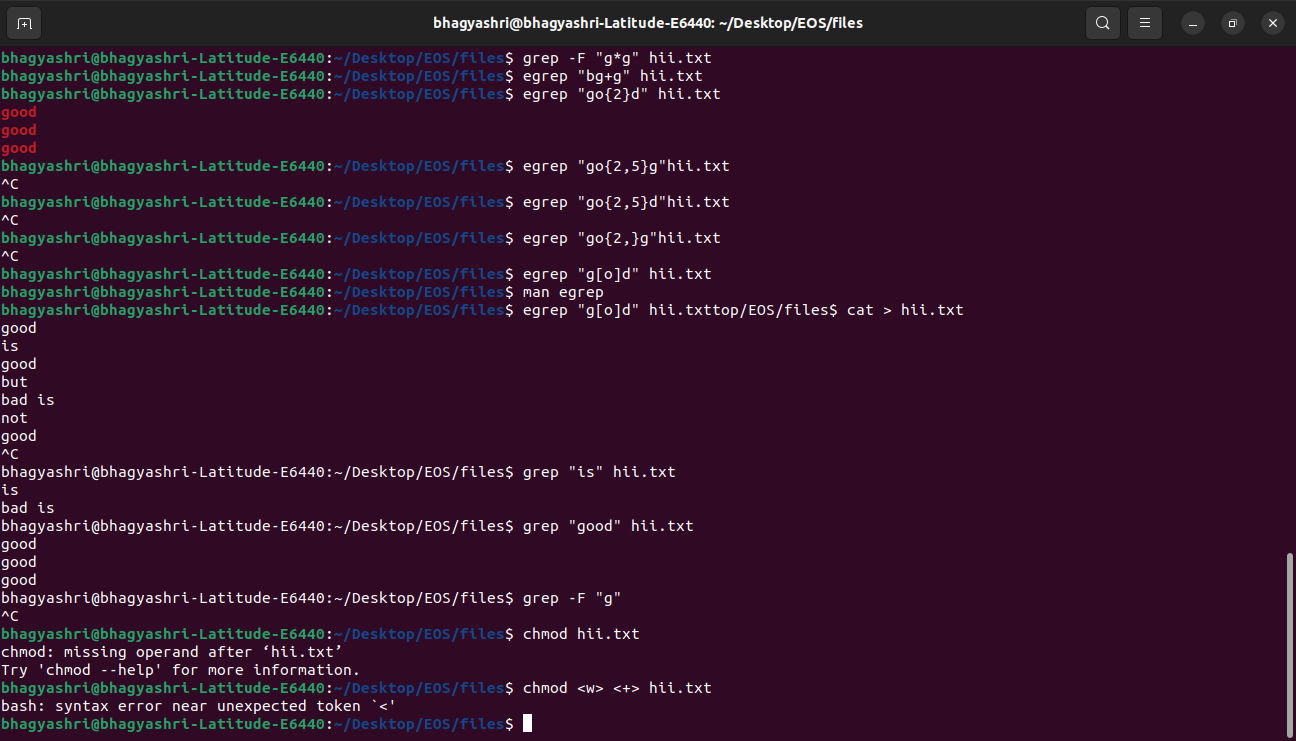 bhagyashri@bhagyashri-Latitude-E6440: ~/Desktop/EOS/files
bhagyashri@bhagyashri-Latitude-E6440:~/Desktop/EOS/files$ grep -F "g*g" hii.txt
bhagyashri@bhagyashri-Latitude-E6440:~/Desktop/EOS/files$ egrep "bg+g" hii.txt
bhagyashri@bhagyashri-Latitude-E6440:~/Desktop/EOS/files$ egrep "go{2}d" hii.txt
good
good
good
bhagyashri@bhagyashri-Latitude-E6440:~/Desktop/EOS/files$ egrep "go{2,5}g"hii.txt
^C
bhagyashri@bhagyashri-Latitude-E6440:~/Desktop/EOS/files$ egrep "go{2,5}d"hii.txt
^C
bhagyashri@bhagyashri-Latitude-E6440:~/Desktop/EOS/files$ egrep "go{2,}g"hii.txt
^C
bhagyashri@bhagyashri-Latitude-E6440:~/Desktop/EOS/files$ egrep "g[o]d" hii.txt
bhagyashri@bhagyashri-Latitude-E6440:~/Desktop/EOS/files$ man egrep
bhagyashri@bhagyashri-Latitude-E6440:~/Desktop/EOS/files$ egrep "g[o]d" hii.txttop/EOS/files$ cat > hii.txt
good
is
good
but
bad is
not
good
^C
bhagyashri@bhagyashri-Latitude-E6440:~/Desktop/EOS/files$ grep "is" hii.txt
is
bad is
bhagyashri@bhagyashri-Latitude-E6440:~/Desktop/EOS/files$ grep "good" hii.txt
good
good
good
bhagyashri@bhagyashri-Latitude-E6440:~/Desktop/EOS/files$ grep -F "g"
^C
bhagyashri@bhagyashri-Latitude-E6440:~/Desktop/EOS/files$ chmod hii.txt
chmod: missing operand after ‘hii.txt’
Try 'chmod --help' for more information.
bhagyashri@bhagyashri-Latitude-E6440:~/Desktop/EOS/files$ chmod <w> <+> hii.txt
bash: syntax error near unexpected token `<'
bhagyashri@bhagyashri-Latitude-E6440:~/Desktop/EOS/files$